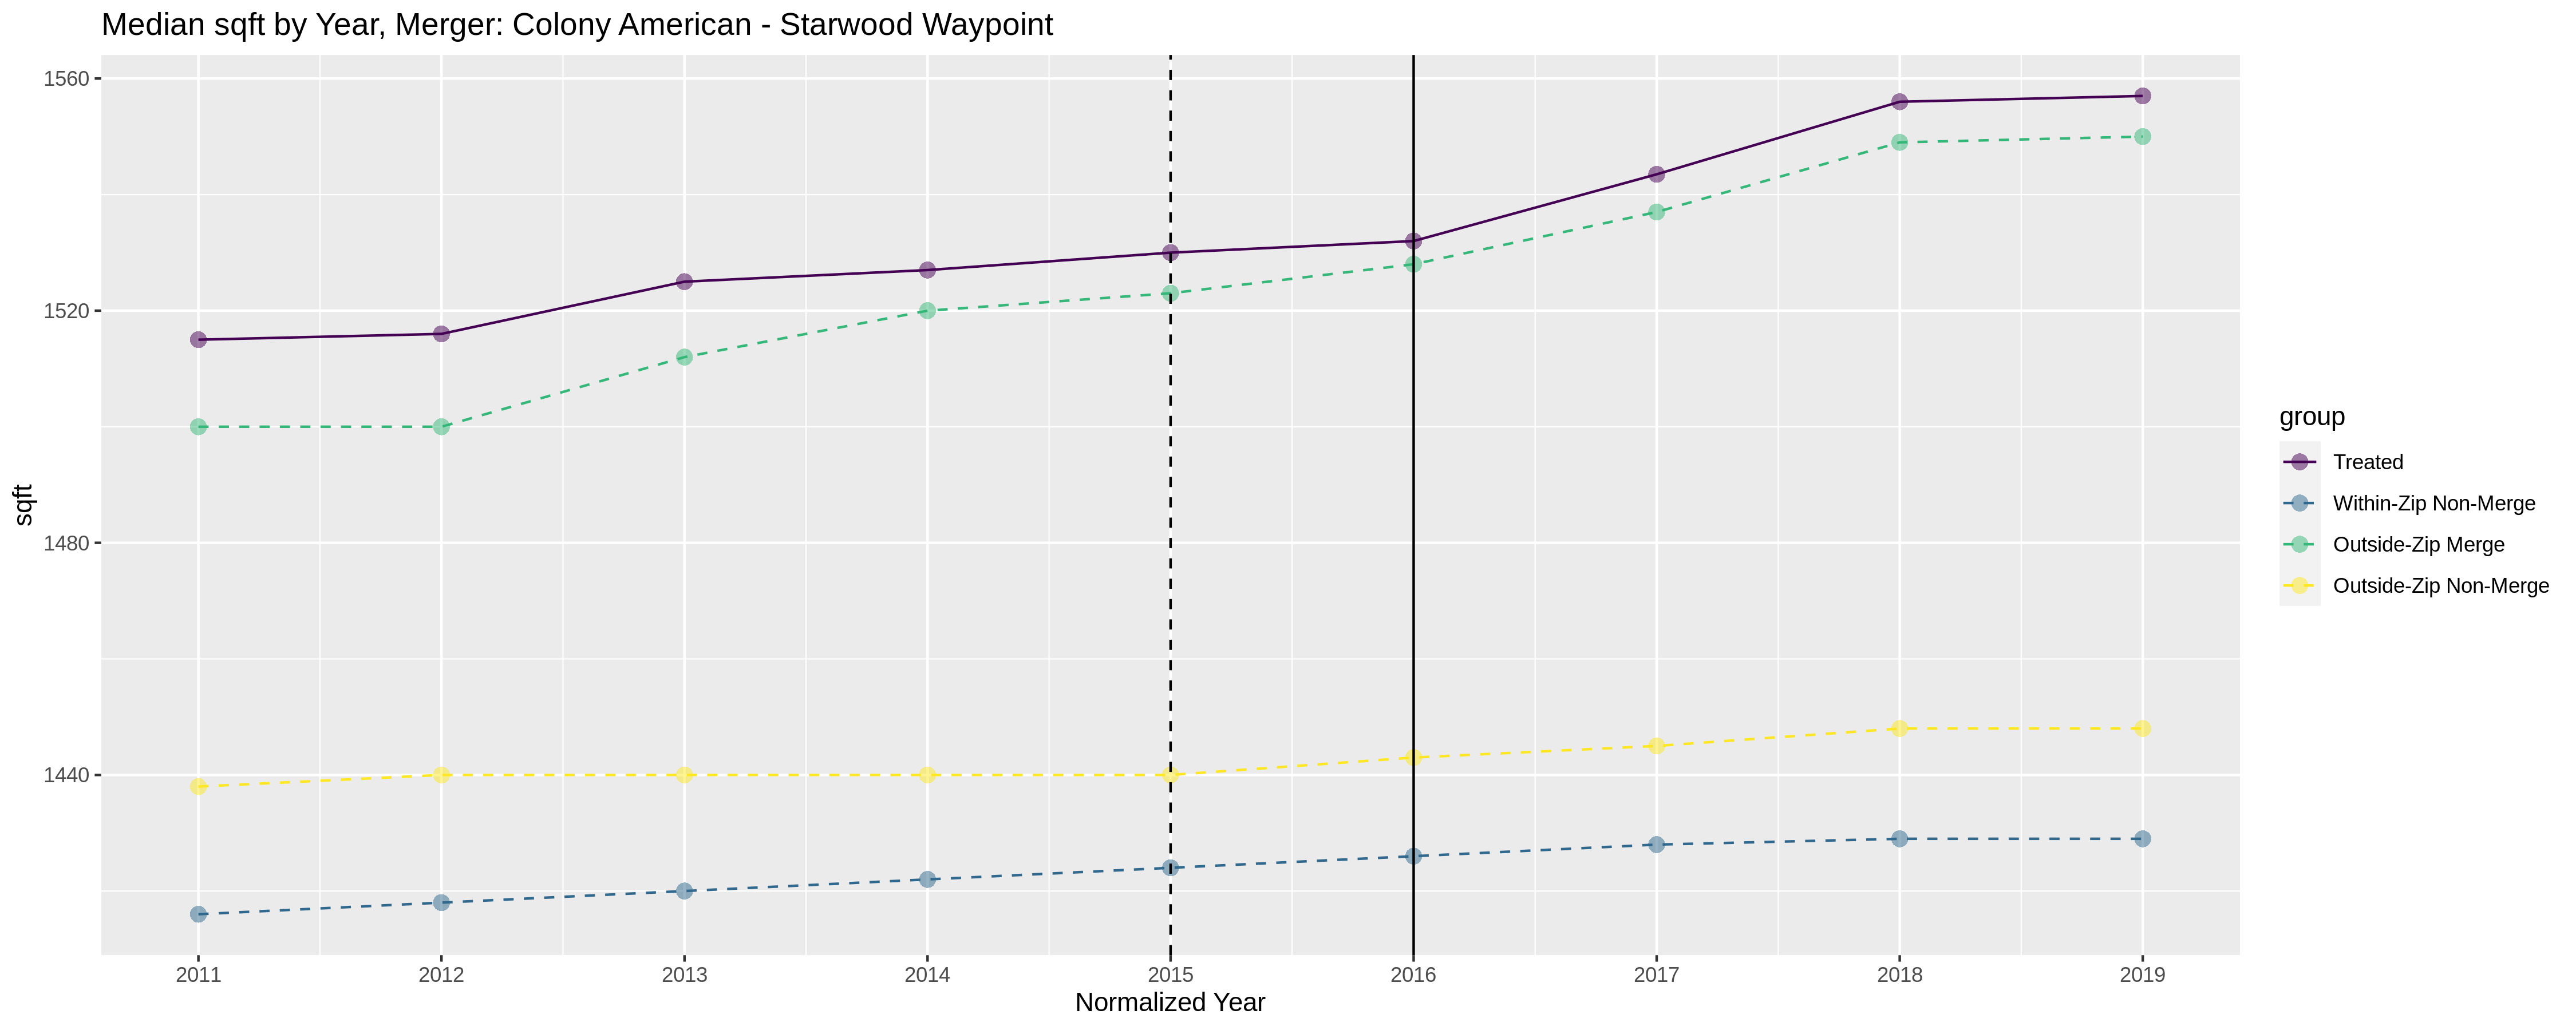 Median sqft by Year, Merger: Colony American - Starwood Waypoint
1560
1520
1480
1440
sqft
2011 2012 2013 2014 2015 2016 2017 2018 2019
Normalized Year
group
Treated
Within-Zip Non-Merge
Outside-Zip Merge
Outside-Zip Non-Merge